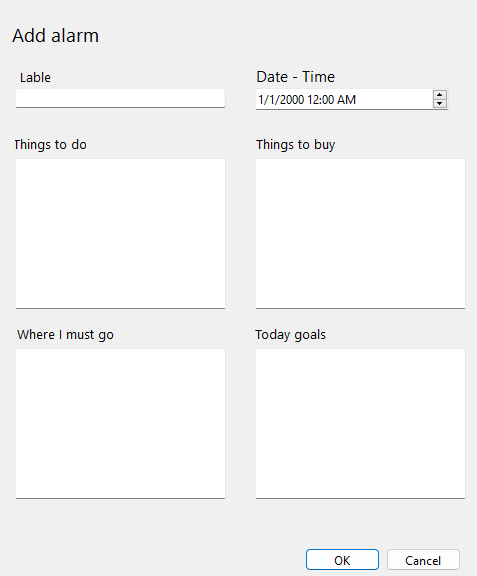 Add alarm
Lable
Date - Time
1/1/2000 12:00 AM
Things to do
Things to buy
Where I must go
Today goals
OK
Cancel